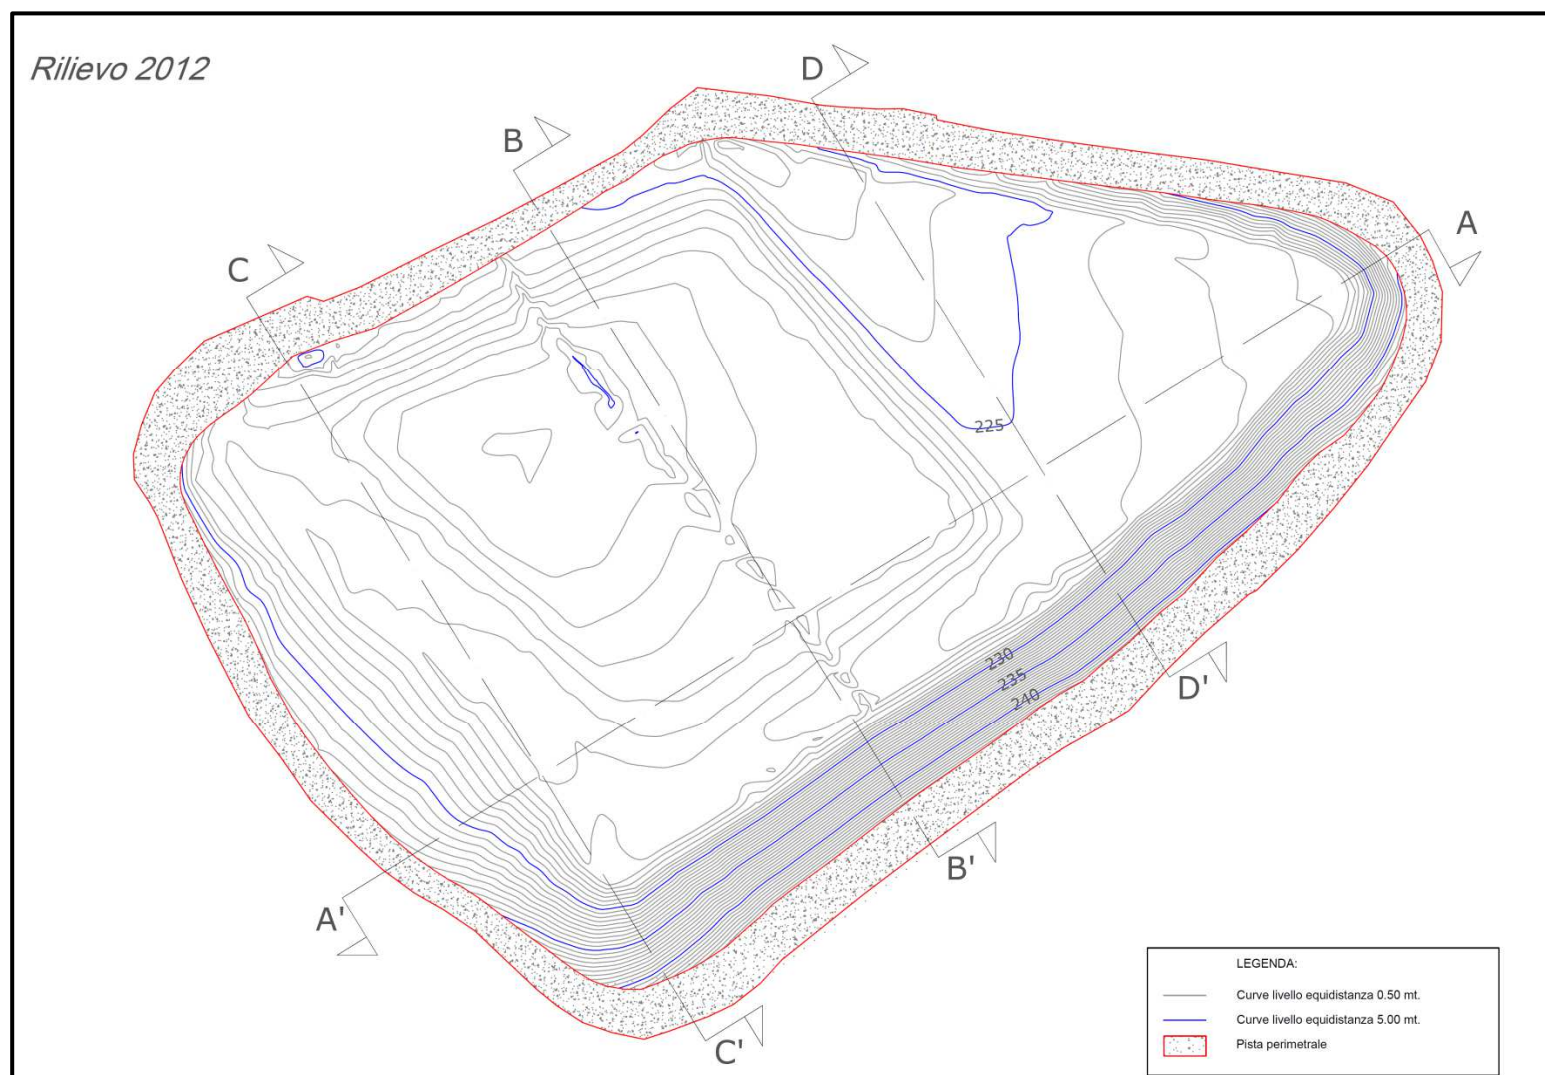 Rilievo 2012
D
B
A
C
225
230
235
240
D'
B'
A'
C'
LEGENDA:
Curve livello equidistanza 0.50 mt.
Curve livello equidistanza 5.00 mt.
Pista perimetrale